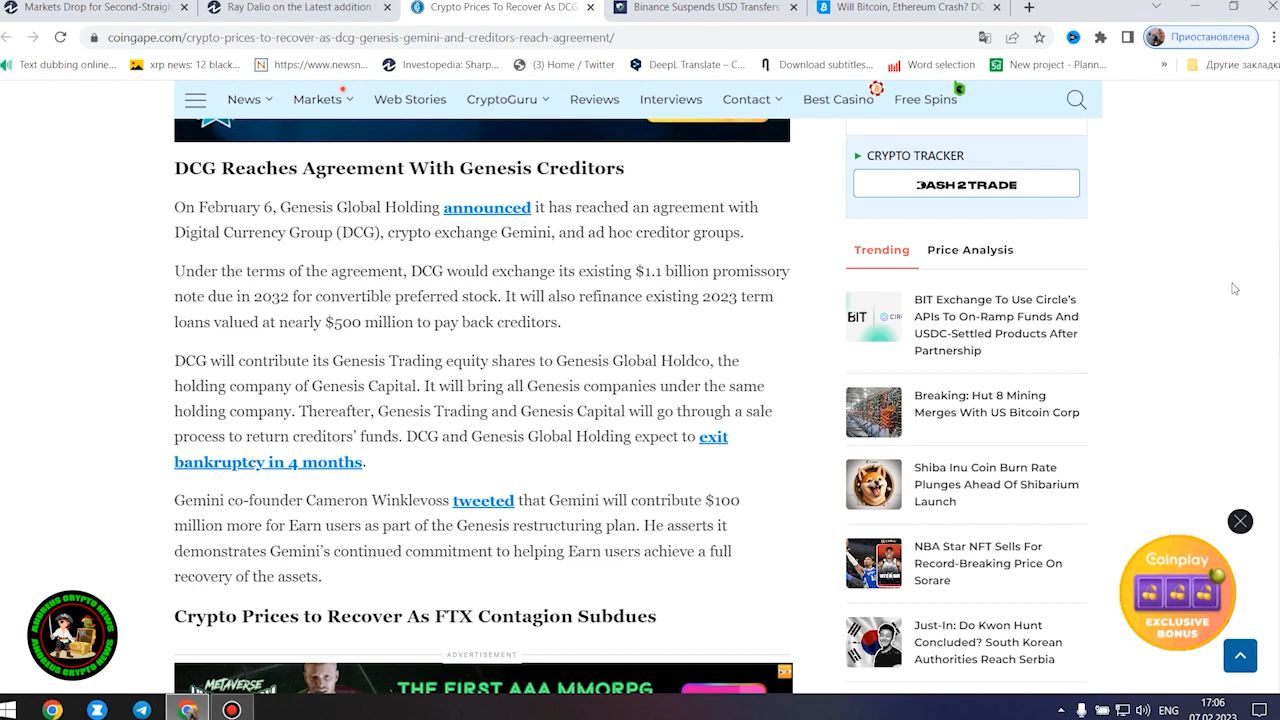 Markets Drop for Second-Straigh
Ray Dalio on the Latest addition
Crypto Prices To Recover As DCG
Binance Suspends USD Transfers
Will Bitcoin, Ethereum Crash? DC
coingape.com/crypto-prices-to-recover-as-dcg-genesis-gemini-and-creditors-reach-agreement/
Приостановлена
Text dubbing online...
xrp news: 12 black...
https://www.newsn...
Investopedia: Sharp...
(3) Home / Twitter
DeepL Translate – C...
Download subtitles...
Word selection
New project - Plann...
»
Другие закладки
News
Markets
Web Stories
CryptoGuru
Reviews
Interviews
Contact
Best Casino
Free Spins
DCG Reaches Agreement With Genesis Creditors
On February 6, Genesis Global Holding announced it has reached an agreement with
Digital Currency Group (DCG), crypto exchange Gemini, and ad hoc creditor groups.
Under the terms of the agreement, DCG would exchange its existing $1.1 billion promissory
note due in 2032 for convertible preferred stock. It will also refinance existing 2023 term
loans valued at nearly $500 million to pay back creditors.
DCG will contribute its Genesis Trading equity shares to Genesis Global Holdco, the
holding company of Genesis Capital. It will bring all Genesis companies under the same
holding company. Thereafter, Genesis Trading and Genesis Capital will go through a sale
process to return creditors' funds. DCG and Genesis Global Holding expect to exit
bankruptcy in 4 months.
Gemini co-founder Cameron Winklevoss tweeted that Gemini will contribute $100
million more for Earn users as part of the Genesis restructuring plan. He asserts it
demonstrates Gemini's continued commitment to helping Earn users achieve a full
recovery of the assets.
Crypto Prices to Recover As FTX Contagion Subdues
ADVERTISEMENT
METAVERSE
THE FIRST AAA MMORPG
CRYPTO TRACKER
DASH 2 TRADE
Trending
Price Analysis
BIT
CIR
BIT Exchange To Use Circle's
APIs To On-Ramp Funds And
USDC-Settled Products After
Partnership
Breaking: Hut 8 Mining
Merges With US Bitcoin Corp
Shiba Inu Coin Burn Rate
Plunges Ahead Of Shibarium
Launch
NBA Star NFT Sells For
Record-Breaking Price On
Sorare
Just-In: Do Kwon Hunt
Concluded? South Korean
Authorities Reach Serbia
Coinplay
EXCLUSIVE
BONUS
ANDREUS CRYPTO NEWS
ANDREUS CRYPTO NEWS
ENG
17:06
07.02.2023